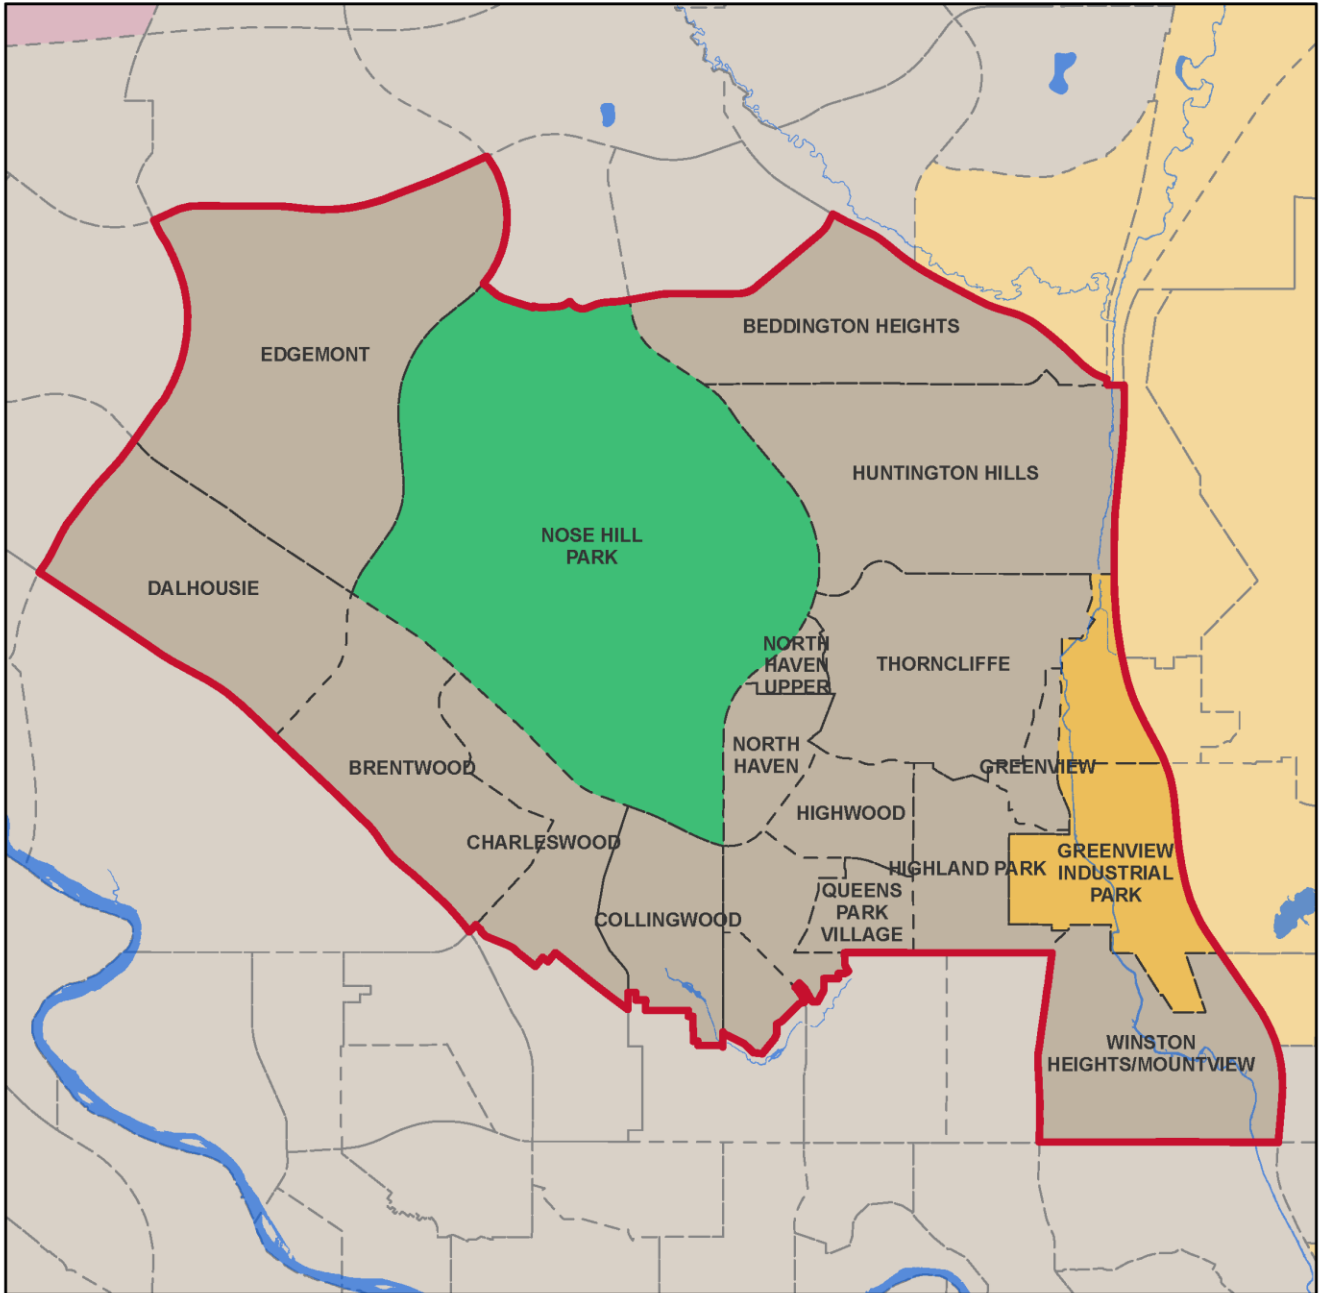 BEDDINGTON HEIGHTS
EDGEMONT
HUNTINGTON HILLS
NOSE HILL
PARK
DALHOUSIE
NORTH
HAVEN
UPPER
THORNCLIFFE
NORTH
HAVEN
BRENTWOOD
GREENVIEW
HIGHWOOD
CHARLESWOOD
HIGHLAND PARK
GREENVIEW
INDUSTRIAL
PARK
QUEENS
PARK
VILLAGE
COLLINGWOOD
WINSTON
HEIGHTS/MOUNTVIEW